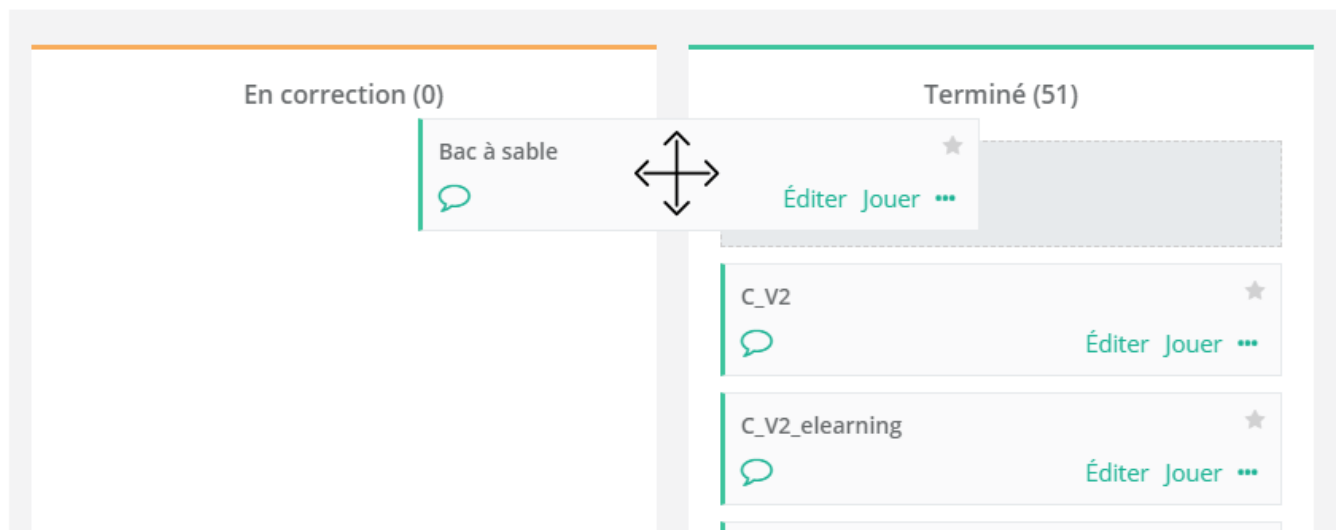 En correction (0)
Terminé (51)
Bac à sable
Éditer Jouer •••
C_V2
Éditer Jouer •••
C_V2_elearning
Éditer Jouer •••